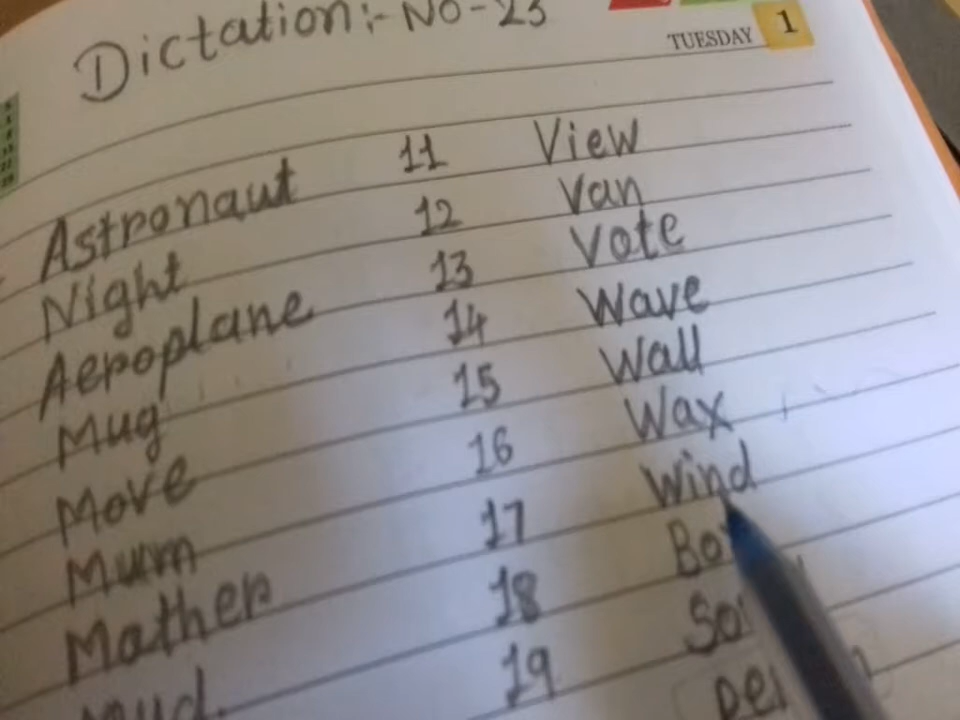 Dictation:- No-23
TUESDAY 1
Astronaut 11 View
Night 12 Van
Aeroplane 13 Vote
Mug 14 Wave
Move 15 Wall
Mum 16 Wax
Mather 17 Wind
18
19